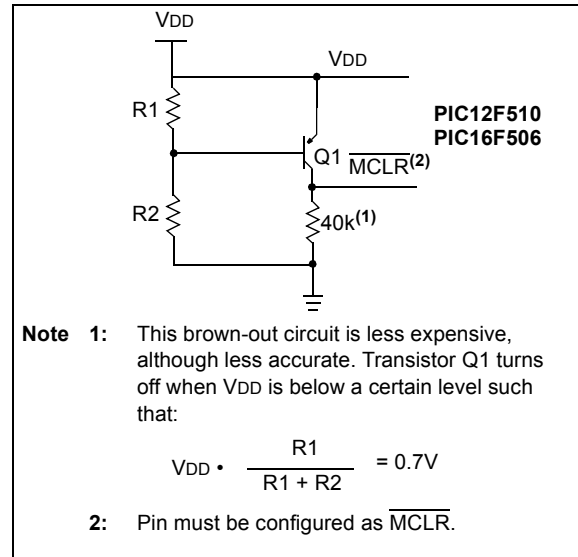 VDD
VDD
R1
PIC12F510
PIC16F506
Q1
MCLR(2)
R2
40k(1)
Note 1: This brown-out circuit is less expensive,
although less accurate. Transistor Q1 turns
off when VDD is below a certain level such
that:
VDD • R1 / R1 + R2 = 0.7V
2: Pin must be configured as MCLR.